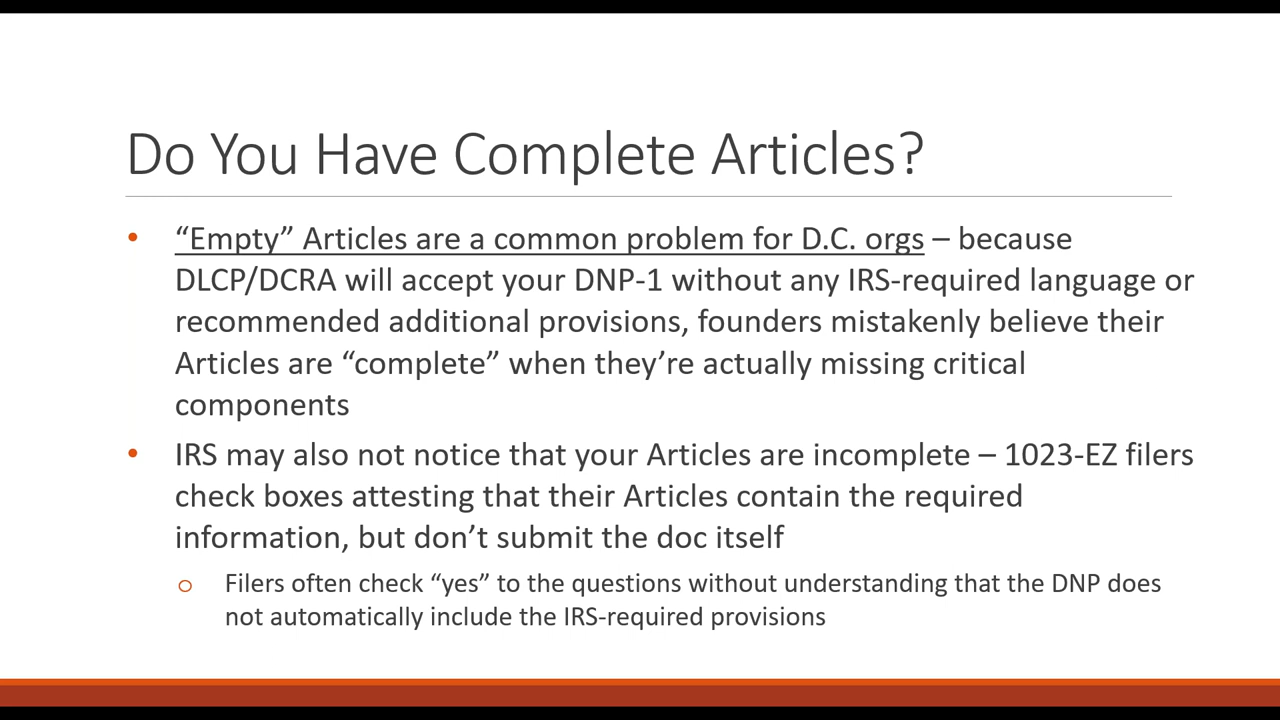 Do You Have Complete Articles?
• “Empty” Articles are a common problem for D.C. orgs – because
DLCP/DCRA will accept your DNP-1 without any IRS-required language or
recommended additional provisions, founders mistakenly believe their
Articles are “complete” when they’re actually missing critical
components
• IRS may also not notice that your Articles are incomplete – 1023-EZ filers
check boxes attesting that their Articles contain the required
information, but don’t submit the doc itself
o Filers often check “yes” to the questions without understanding that the DNP does
not automatically include the IRS-required provisions